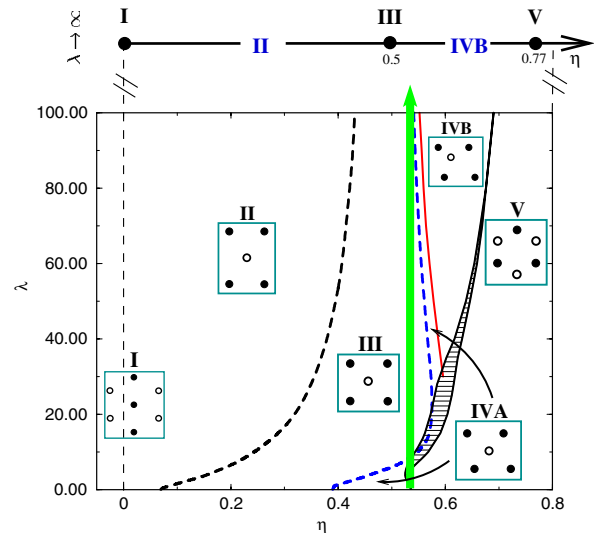 I II III IVB V
λ → ∞
0.5 0.77 η
100.00
80.00
60.00
40.00
20.00
0.00
λ
IVB
II
V
III
I
IVA
0 0.2 0.4 0.6 0.8
η